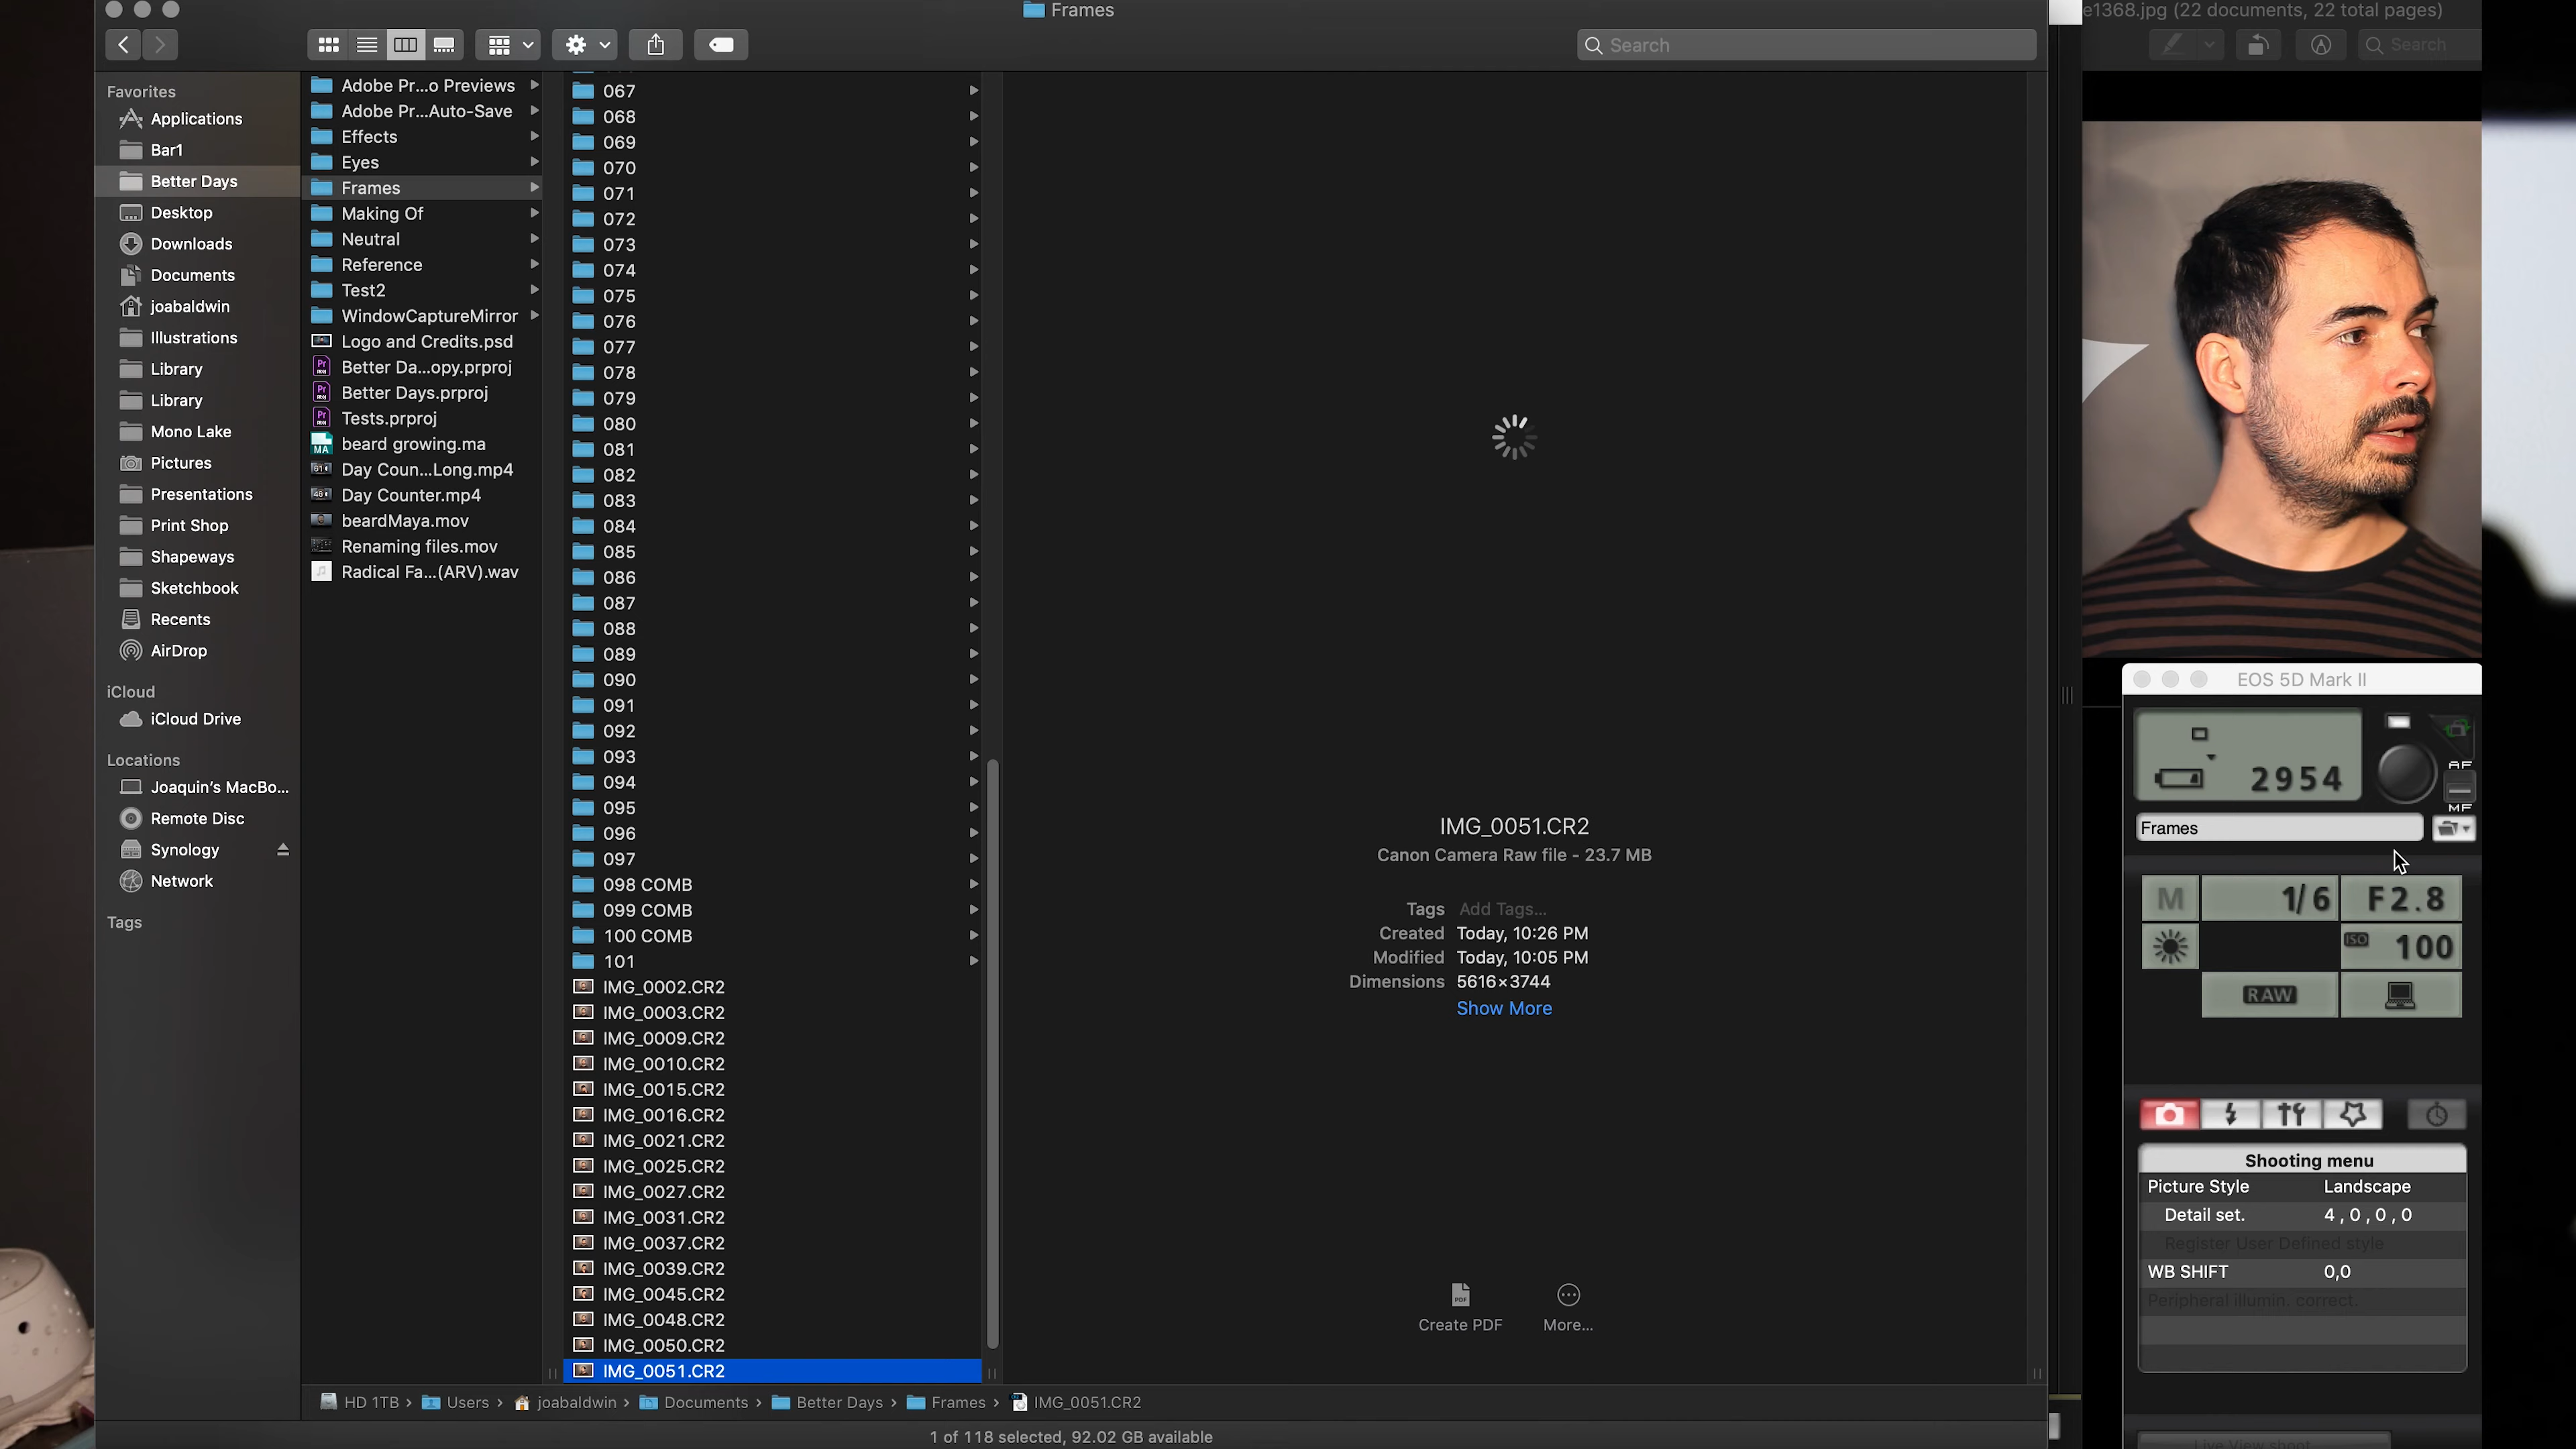 Frames
e1368.jpg (22 documents, 22 total pages)
Search
Search
Favorites
Applications
Bar1
Better Days
Desktop
Downloads
Documents
joabaldwin
Illustrations
Library
Library
Mono Lake
Pictures
Presentations
Print Shop
Shapeways
Sketchbook
Recents
AirDrop
iCloud
iCloud Drive
Locations
Joaquin's MacBo...
Remote Disc
Synology
Network
Tags
Adobe Pr...o Previews
Adobe Pr...Auto-Save
Effects
Eyes
Frames
Making Of
Neutral
Reference
Test2
WindowCaptureMirror
Logo and Credits.psd
Better Da...opy.prproj
Better Days.prproj
Tests.prproj
beard growing.ma
Day Coun...Long.mp4
Day Counter.mp4
beardMaya.mov
Renaming files.mov
Radical Fa...(ARV).wav
067
068
069
070
071
072
073
074
075
076
077
078
079
080
081
082
083
084
085
086
087
088
089
090
091
092
093
094
095
096
097
098 COMB
099 COMB
100 COMB
101
IMG_0002.CR2
IMG_0003.CR2
IMG_0009.CR2
IMG_0010.CR2
IMG_0015.CR2
IMG_0016.CR2
IMG_0021.CR2
IMG_0025.CR2
IMG_0027.CR2
IMG_0031.CR2
IMG_0037.CR2
IMG_0039.CR2
IMG_0045.CR2
IMG_0048.CR2
IMG_0050.CR2
IMG_0051.CR2
IMG_0051.CR2
Canon Camera Raw file - 23.7 MB
Tags Add Tags...
Created Today, 10:26 PM
Modified Today, 10:05 PM
Dimensions 5616×3744
Show More
Create PDF
More...
HD 1TB › Users › joabaldwin › Documents › Better Days › Frames › IMG_0051.CR2
1 of 118 selected, 92.02 GB available
EOS 5D Mark II
2954
AF
MF
Frames
M 1/6 F2.8
ISO 100
RAW
Shooting menu
Picture Style Landscape
Detail set. 4 , 0 , 0 , 0
Register User Defined style
WB SHIFT 0,0
Peripheral illumin. correct.